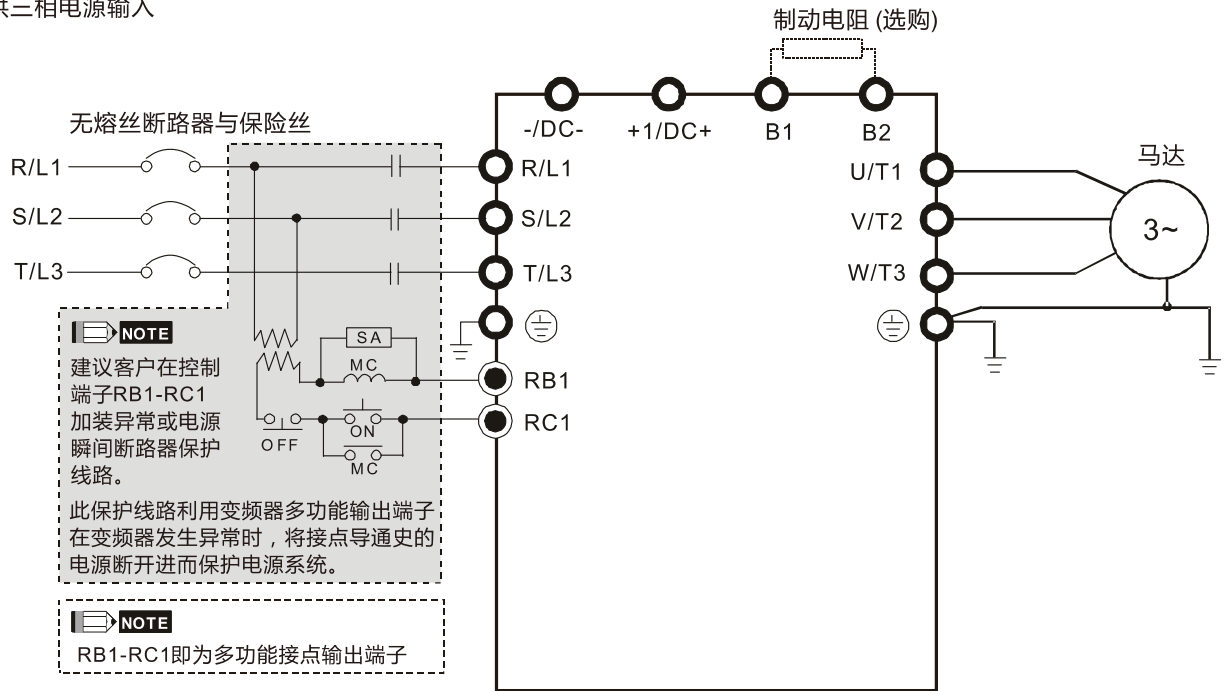 供三相电源输入
制动电阻 (选购)
无熔丝断路器与保险丝
-/DC-
+1/DC+
B1
B2
R/L1
R/L1
U/T1
马达
S/L2
S/L2
V/T2
3~
T/L3
T/L3
W/T3
NOTE
建议客户在控制
端子RB1-RC1
加装异常或电源
瞬间断路器保护
线路。
SA
MC
RB1
OFF
ON
MC
RC1
此保护线路利用变频器多功能输出端子
在变频器发生异常时，将接点导通史的
电源断开进而保护电源系统。
NOTE
RB1-RC1即为多功能接点输出端子